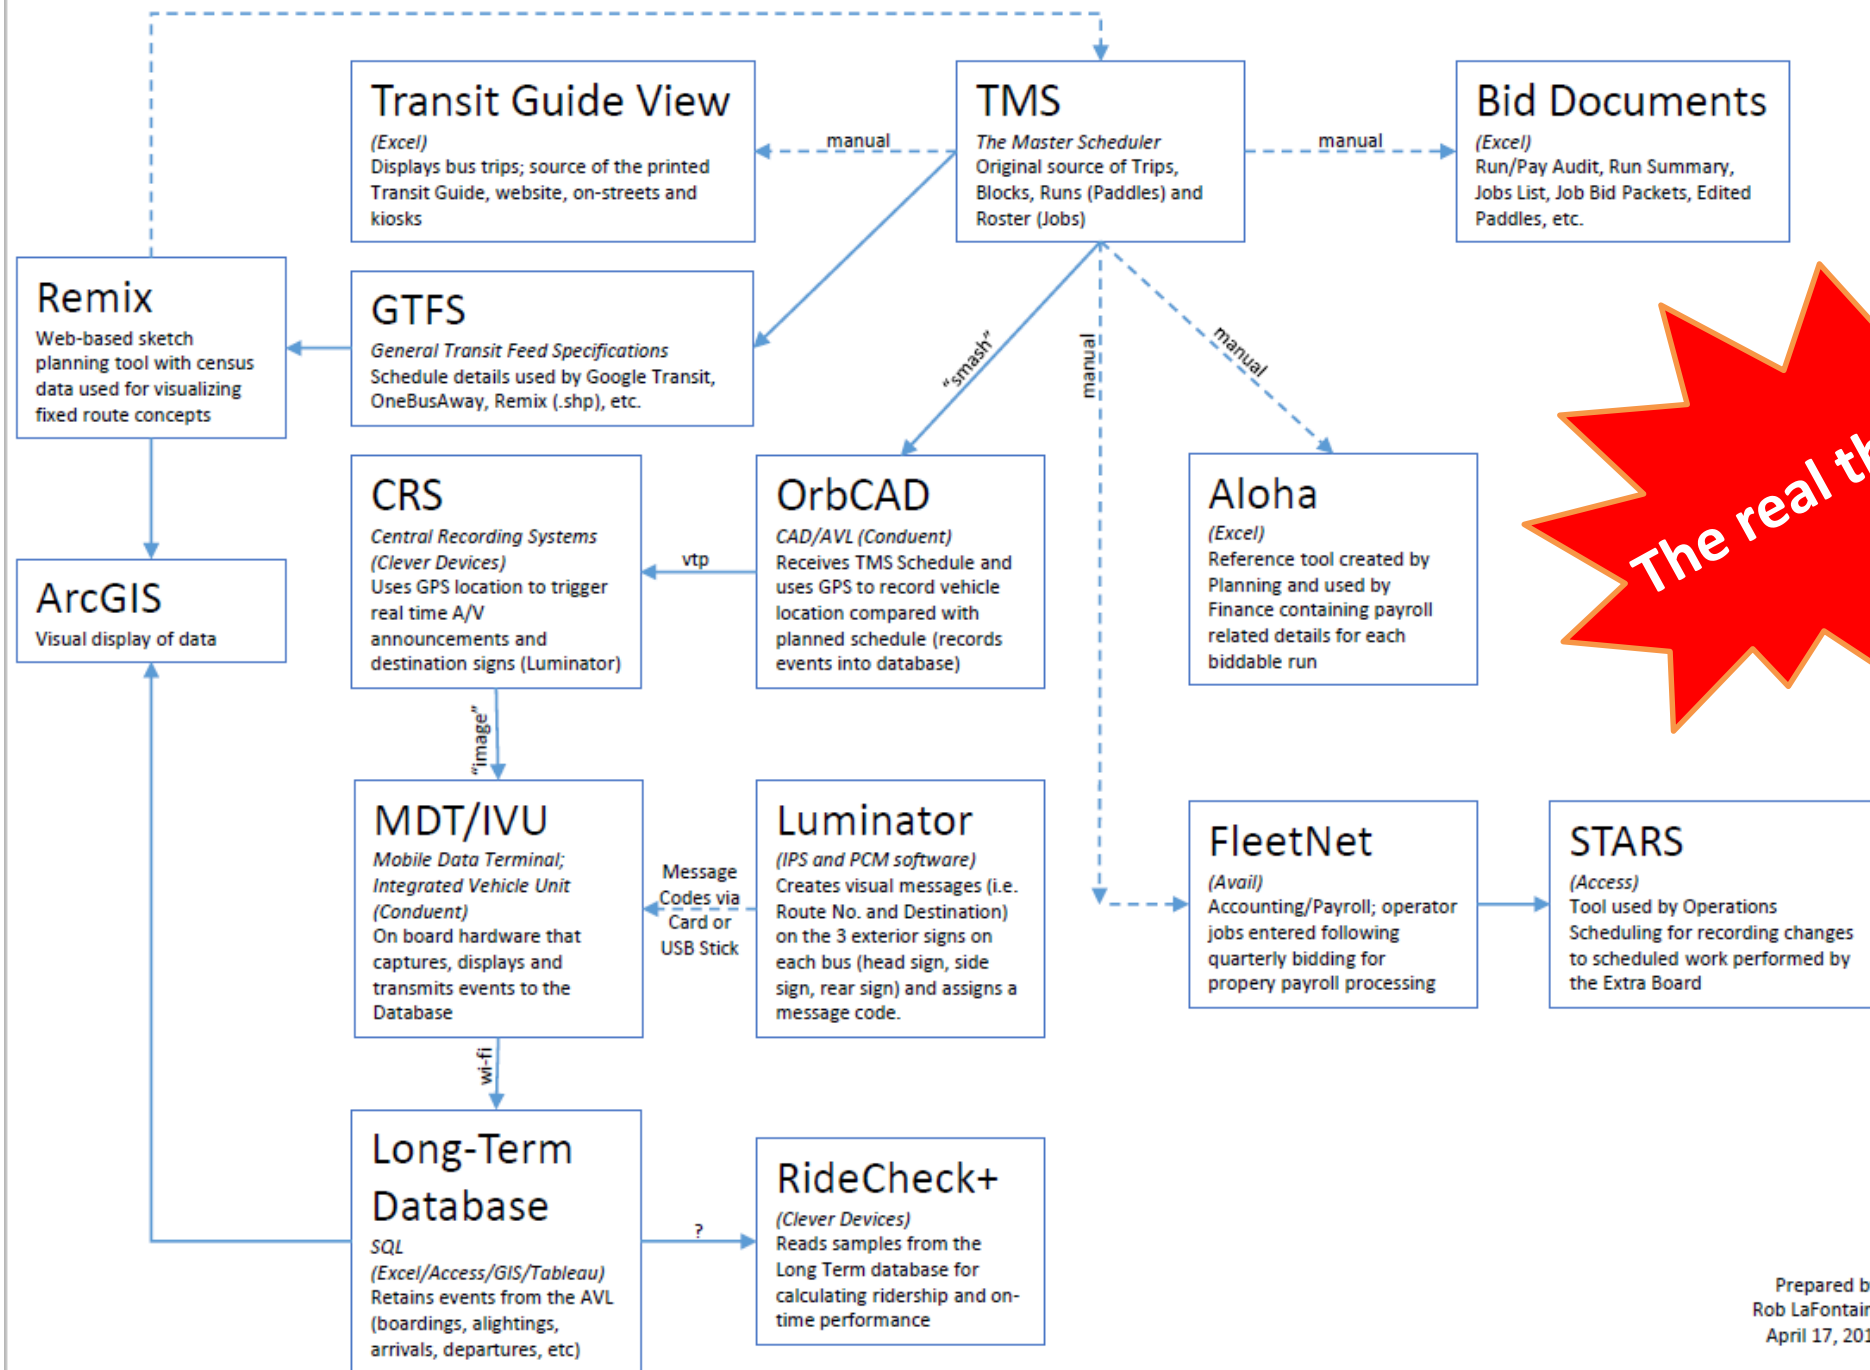 Transit Guide View
(Excel)
Displays bus trips; source of the printed
Transit Guide, website, on-streets and
kiosks
manual
TMS
The Master Scheduler
Original source of Trips,
Blocks, Runs (Paddles) and
Roster (Jobs)
manual
Bid Documents
(Excel)
Run/Pay Audit, Run Summary,
Jobs List, Job Bid Packets, Edited
Paddles, etc.
Remix
Web-based sketch
planning tool with census
data used for visualizing
fixed route concepts
GTFS
General Transit Feed Specifications
Schedule details used by Google Transit,
OneBusAway, Remix (.shp), etc.
"smash"
manual
manual
The real th
CRS
Central Recording Systems
(Clever Devices)
Uses GPS location to trigger
real time A/V
announcements and
destination signs (Luminator)
vtp
OrbCAD
CAD/AVL (Conduent)
Receives TMS Schedule and
uses GPS to record vehicle
location compared with
planned schedule (records
events into database)
Aloha
(Excel)
Reference tool created by
Planning and used by
Finance containing payroll
related details for each
biddable run
ArcGIS
Visual display of data
"image"
MDT/IVU
Mobile Data Terminal;
Integrated Vehicle Unit
(Conduent)
On board hardware that
captures, displays and
transmits events to the
Database
Message
Codes via
Card or
USB Stick
Luminator
(IPS and PCM software)
Creates visual messages (i.e.
Route No. and Destination)
on the 3 exterior signs on
each bus (head sign, side
sign, rear sign) and assigns a
message code.
FleetNet
(Avail)
Accounting/Payroll; operator
jobs entered following
quarterly bidding for
propery payroll processing
STARS
(Access)
Tool used by Operations
Scheduling for recording changes
to scheduled work performed by
the Extra Board
wi-fi
Long-Term
Database
SQL
(Excel/Access/GIS/Tableau)
Retains events from the AVL
(boardings, alightings,
arrivals, departures, etc)
?
RideCheck+
(Clever Devices)
Reads samples from the
Long Term database for
calculating ridership and on-
time performance
Prepared b
Rob LaFontain
April 17, 201